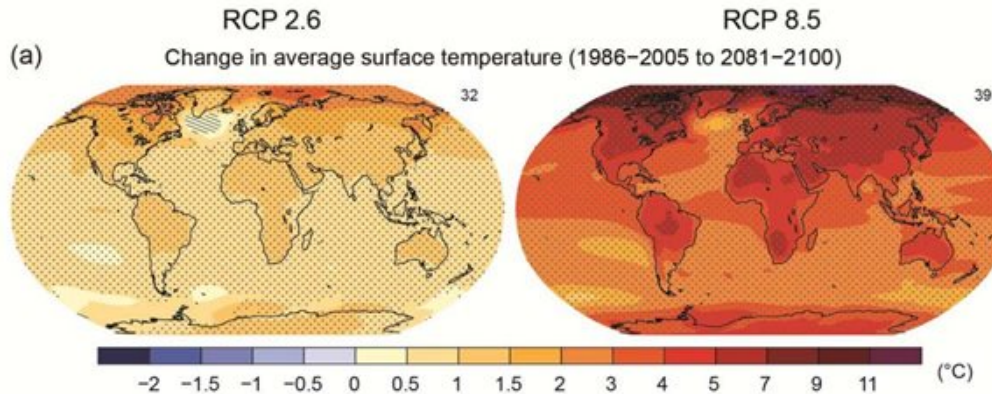 RCP 2.6 RCP 8.5
(a) Change in average surface temperature (1986−2005 to 2081−2100)
32 39
−2 −1.5 −1 −0.5 0 0.5 1 1.5 2 3 4 5 7 9 11 (°C)